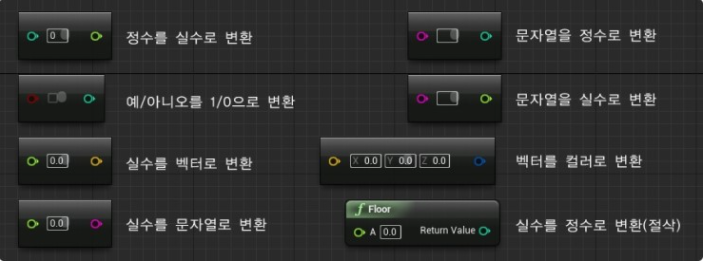 0
정수를 실수로 변환
문자열을 정수로 변환
예/아니오를 1/0으로 변환
문자열을 실수로 변환
0.0
실수를 벡터로 변환
X 0.0 Y 0.0 Z 0.0
벡터를 컬러로 변환
0.0
실수를 문자열로 변환
f Floor
A 0.0 Return Value
실수를 정수로 변환(절삭)